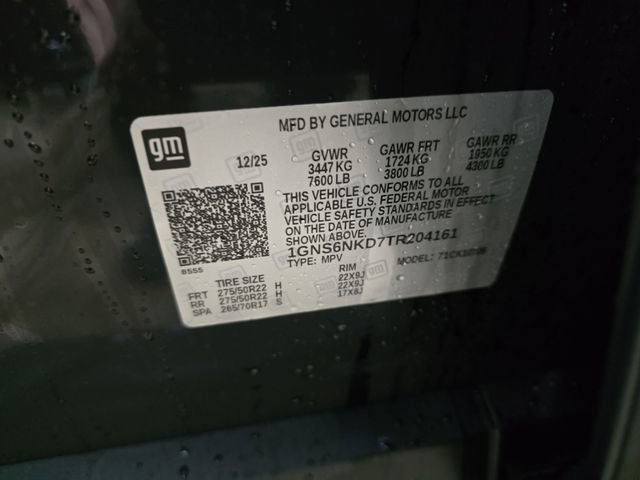 MFD BY GENERAL MOTORS LLC
gm
12/25
GVWR GAWR FRT GAWR RR
3447 KG 1724 KG 1950 KG
7600 LB 3800 LB 4300 LB
THIS VEHICLE CONFORMS TO ALL
APPLICABLE U.S. FEDERAL MOTOR
VEHICLE SAFETY STANDARDS IN EFFECT
ON THE DATE OF MANUFACTURE
SHOWN ABOVE.
1GNS6NKD7TR204161
TYPE: MPV MODEL:
8555
TIRE SIZE RIM
FRT 275/50R22 H 22X9J
RR 275/50R22 H 22X9J
SPA 265/70R17 S 17X8J